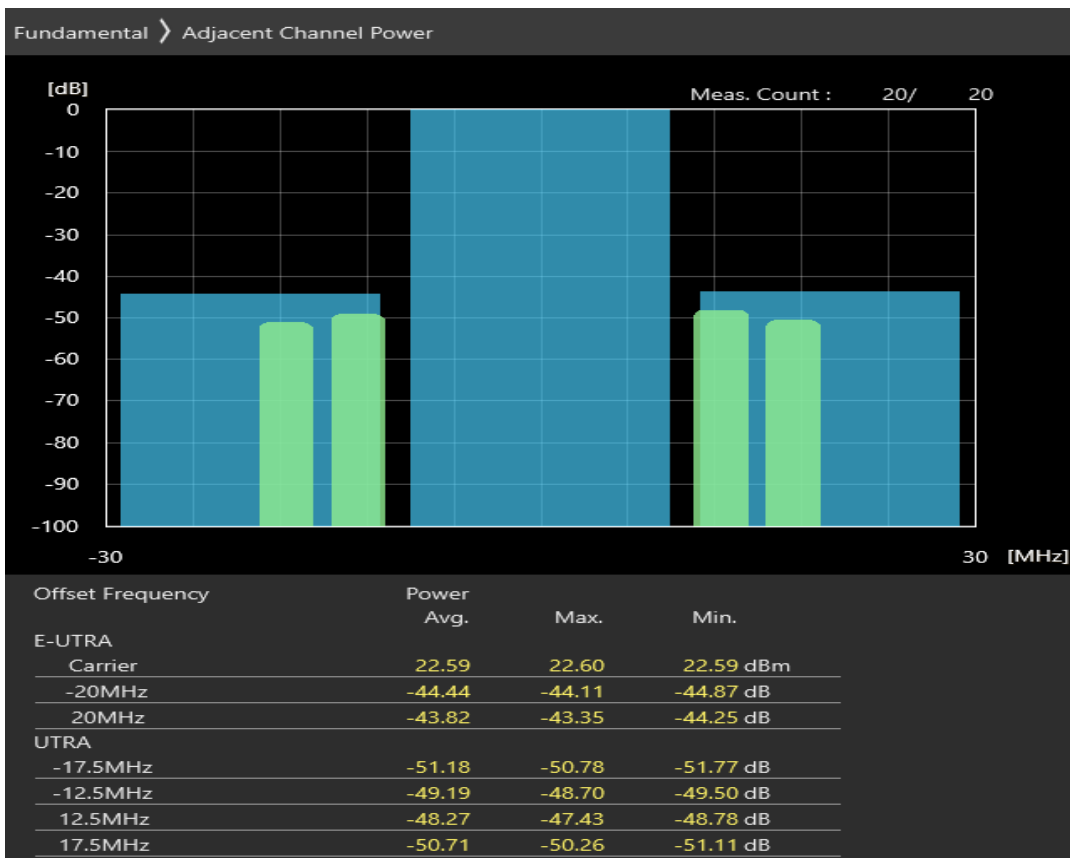 Fundamental 〉 Adjacent Channel Power
[dB]
Meas. Count : 20/ 20
0
-10
-20
-30
-40
-50
-60
-70
-80
-90
-100
-30 30 [MHz]
Offset Frequency Power
Avg. Max. Min.
E-UTRA
Carrier 22.59 22.60 22.59 dBm
-20MHz -44.44 -44.11 -44.87 dB
20MHz -43.82 -43.35 -44.25 dB
UTRA
-17.5MHz -51.18 -50.78 -51.77 dB
-12.5MHz -49.19 -48.70 -49.50 dB
12.5MHz -48.27 -47.43 -48.78 dB
17.5MHz -50.71 -50.26 -51.11 dB